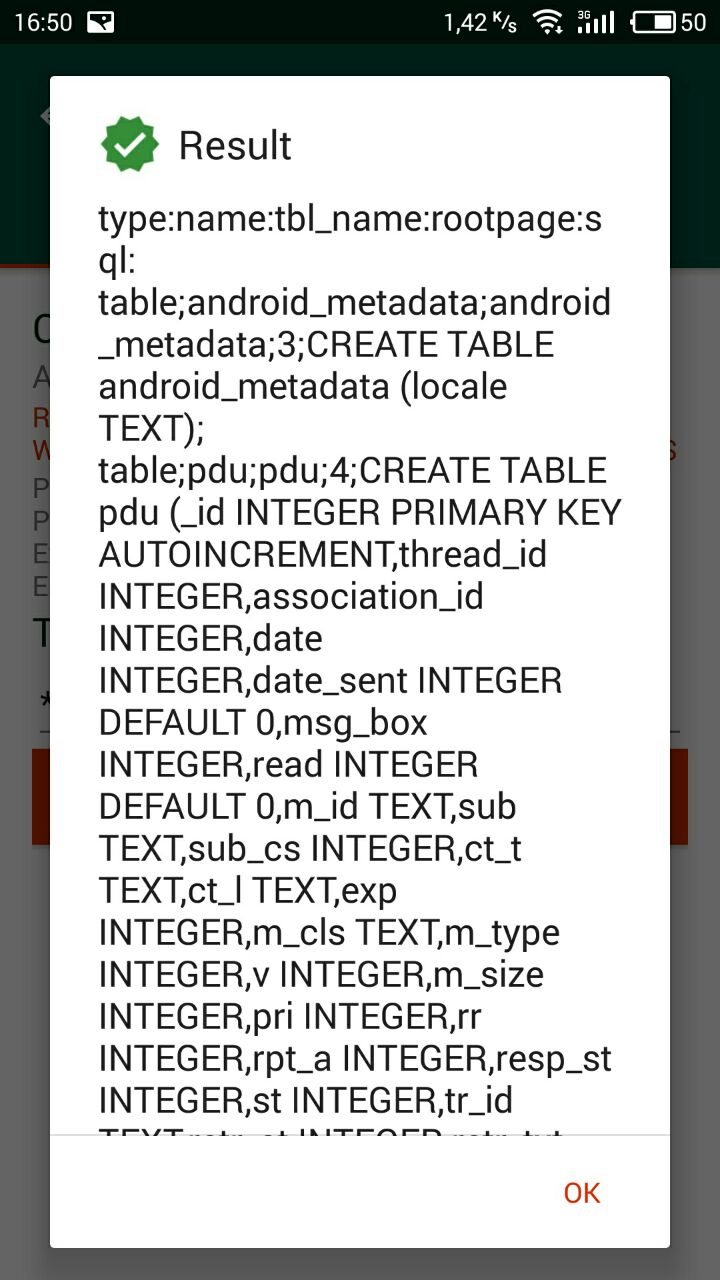 16:50 1,42 K/s 3G 50
Result
type:name:tbl_name:rootpage:s
ql:
table;android_metadata;android
_metadata;3;CREATE TABLE
android_metadata (locale
TEXT);
table;pdu;pdu;4;CREATE TABLE
pdu (_id INTEGER PRIMARY KEY
AUTOINCREMENT,thread_id
INTEGER,association_id
INTEGER,date
INTEGER,date_sent INTEGER
DEFAULT 0,msg_box
INTEGER,read INTEGER
DEFAULT 0,m_id TEXT,sub
TEXT,sub_cs INTEGER,ct_t
TEXT,ct_l TEXT,exp
INTEGER,m_cls TEXT,m_type
INTEGER,v INTEGER,m_size
INTEGER,pri INTEGER,rr
INTEGER,rpt_a INTEGER,resp_st
INTEGER,st INTEGER,tr_id
OK